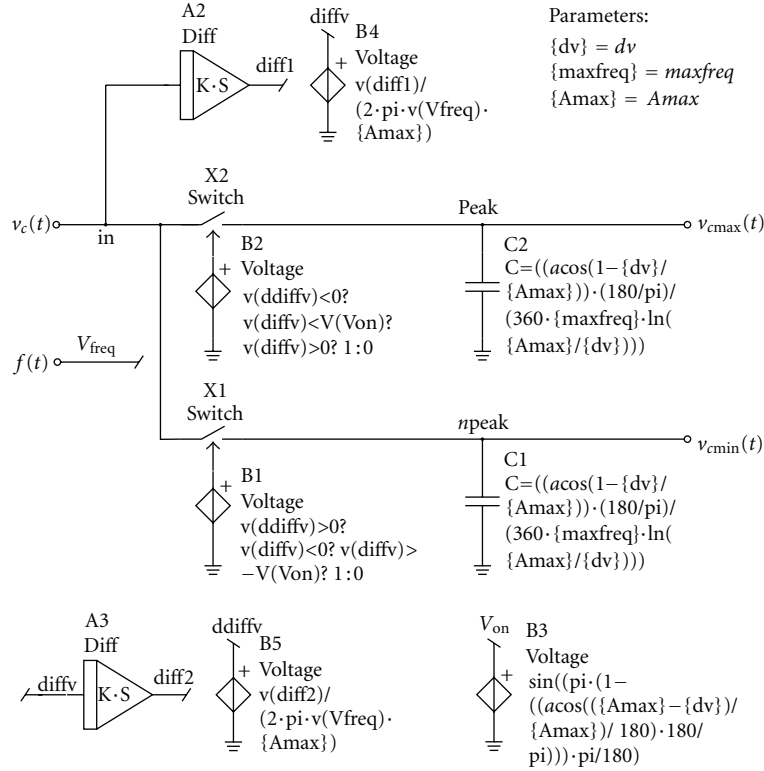 A2
Diff
K·S
diff1
diffv
B4
+
Voltage
v(diff1)/
(2·pi·v(Vfreq)·
{Amax})
Parameters:
{dv} = dv
{maxfreq} = maxfreq
{Amax} = Amax
v_c(t)
in
X2
Switch
B2
+
Voltage
v(ddiffv)<0?
v(diffv)<V(Von)?
v(diffv)>0? 1:0
Peak
C2
C=((acos(1−{dv}/
{Amax}))·(180/pi)/
(360·{maxfreq}·ln(
{Amax}/{dv})))
v_cmax(t)
f(t)
V_freq
X1
Switch
B1
+
Voltage
v(ddiffv)>0?
v(diffv)<0? v(diffv)>
−V(Von)? 1:0
npeak
C1
C=((acos(1−{dv}/
{Amax}))·(180/pi)/
(360·{maxfreq}·ln(
{Amax}/{dv})))
v_cmin(t)
A3
Diff
diffv
K·S
diff2
ddiffv
B5
+
Voltage
v(diff2)/
(2·pi·v(Vfreq)·
{Amax})
V_on
B3
+
Voltage
sin((pi·(1−
((acos(({Amax}−{dv})/
{Amax})/ 180)·180/
pi)))·pi/180)